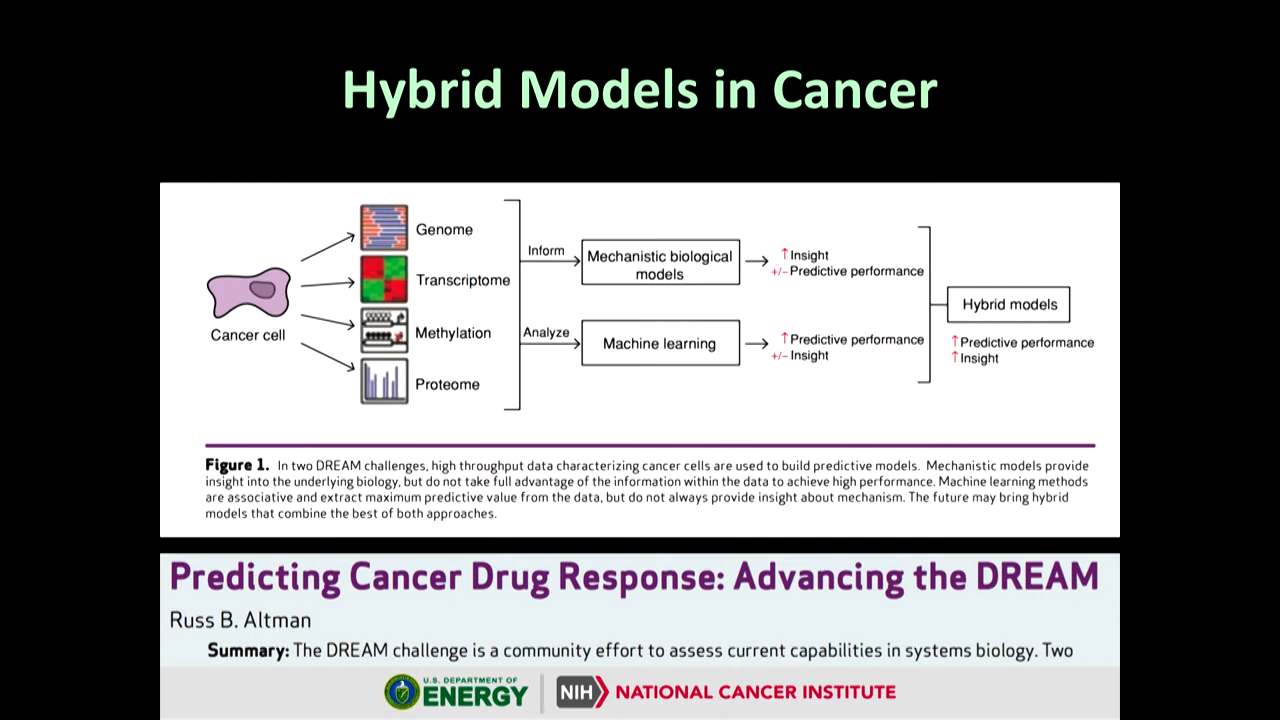 Hybrid Models in Cancer
Genome
Transcriptome
Methylation
Proteome
Cancer cell
Inform
Analyze
Mechanistic biological
models
Machine learning
↑Insight
+/– Predictive performance
↑Predictive performance
+/– Insight
Hybrid models
↑Predictive performance
↑Insight
Figure 1. In two DREAM challenges, high throughput data characterizing cancer cells are used to build predictive models. Mechanistic models provide
insight into the underlying biology, but do not take full advantage of the information within the data to achieve high performance. Machine learning methods
are associative and extract maximum predictive value from the data, but do not always provide insight about mechanism. The future may bring hybrid
models that combine the best of both approaches.
Predicting Cancer Drug Response: Advancing the DREAM
Russ B. Altman
Summary: The DREAM challenge is a community effort to assess current capabilities in systems biology. Two
U.S. DEPARTMENT OF
ENERGY
NIH NATIONAL CANCER INSTITUTE